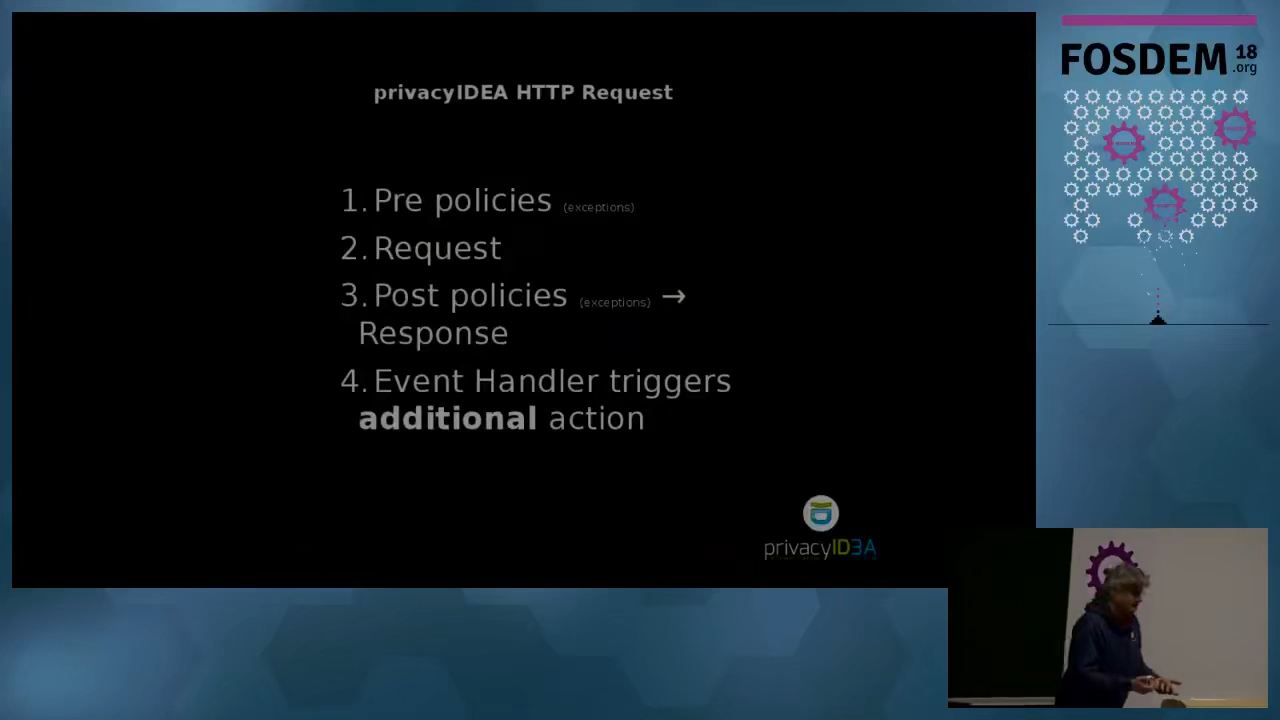 privacyIDEA HTTP Request
1. Pre policies (exceptions)
2. Request
3. Post policies (exceptions) →
Response
4. Event Handler triggers
additional action
privacyID3A
FOSDEM 18
.org